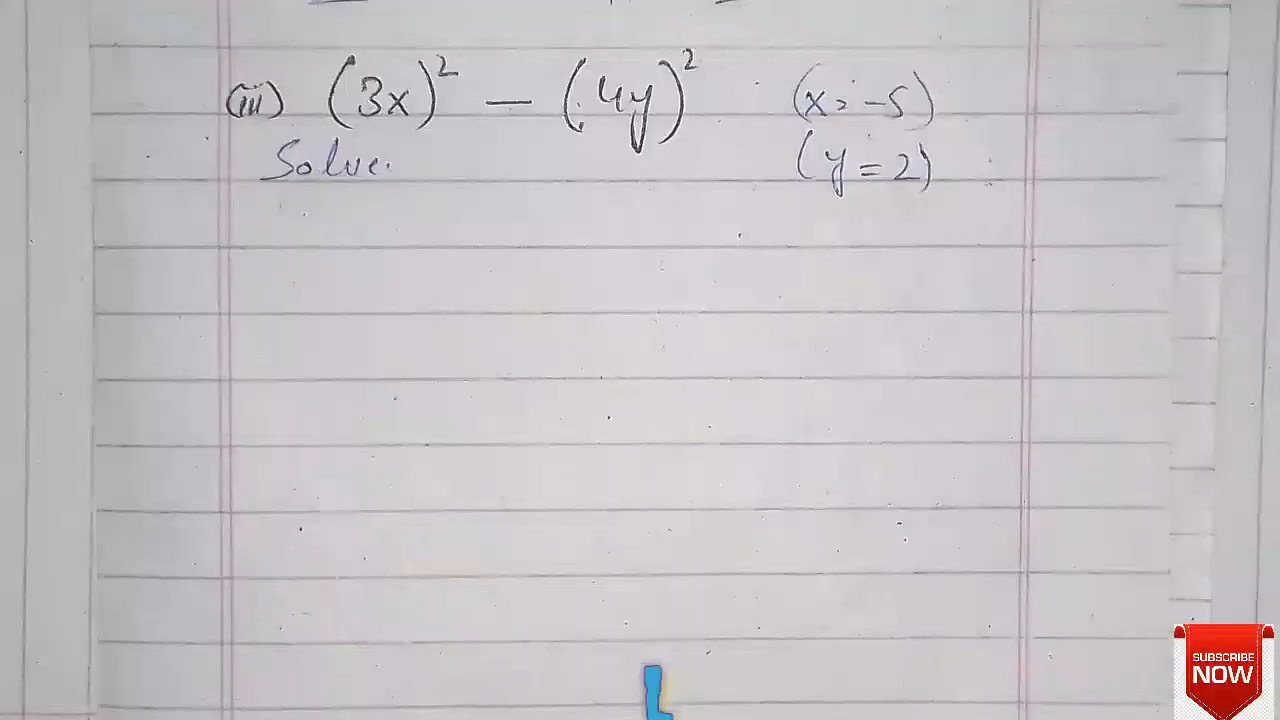 (iii) (3x)² — (4y)² (x = -5)
Solve. (y = 2)
SUBSCRIBE
NOW